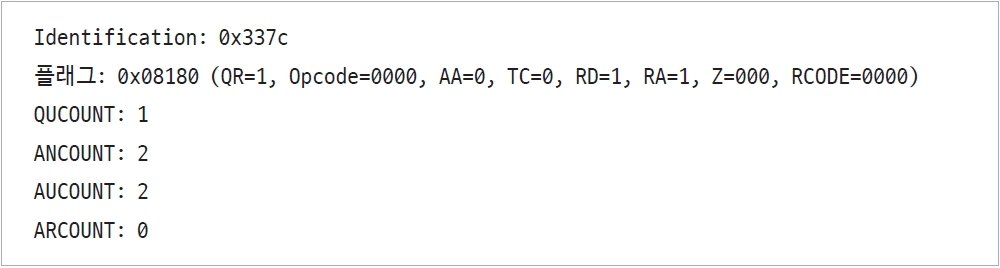 Identification: 0x337c
플래그: 0x08180 (QR=1, Opcode=0000, AA=0, TC=0, RD=1, RA=1, Z=000, RCODE=0000)
QUCOUNT: 1
ANCOUNT: 2
AUCOUNT: 2
ARCOUNT: 0